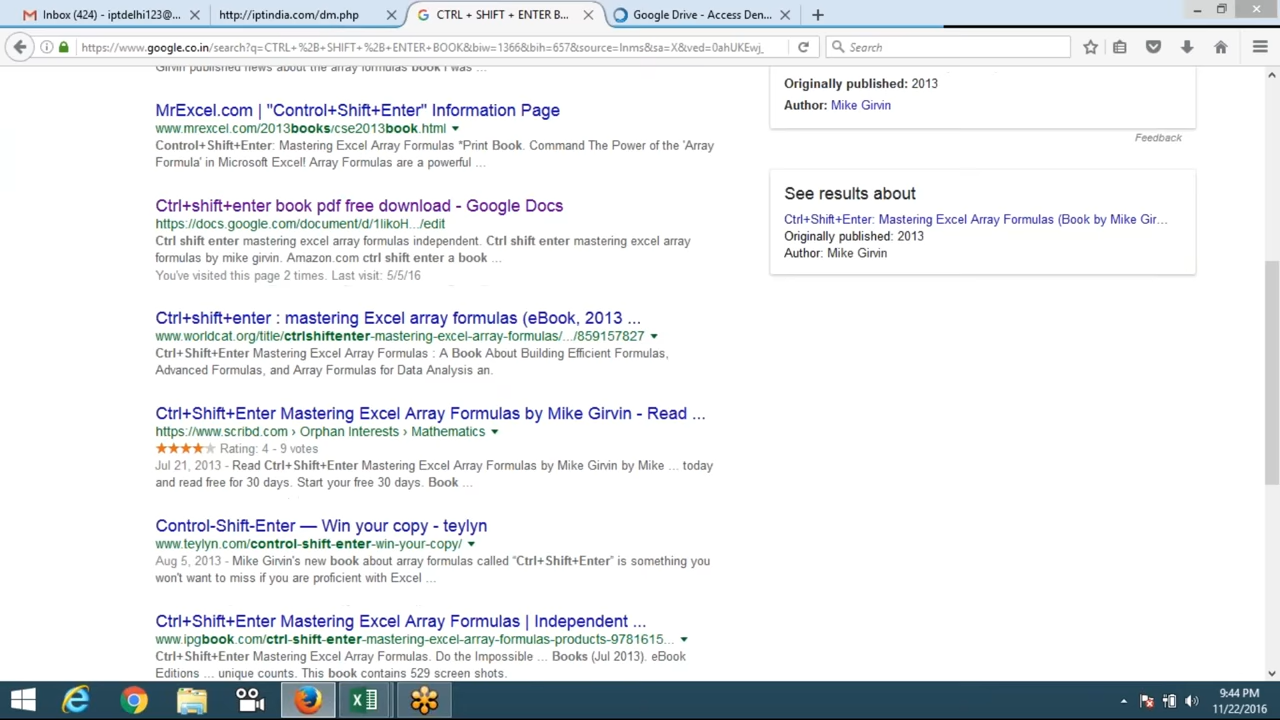 Inbox (424) - iptdelhi123@...
http://iptindia.com/dm.php
CTRL + SHIFT + ENTER B...
Google Drive - Access Den...
https://www.google.co.in/search?q=CTRL+%2B+SHIFT+%2B+ENTER+BOOK&biw=1366&bih=657&source=lnms&sa=X&ved=0ahUKEwj_
Search
Girvin published news about the array formulas book I was ...
MrExcel.com | "Control+Shift+Enter" Information Page
www.mrexcel.com/2013books/cse2013book.html
Control+Shift+Enter: Mastering Excel Array Formulas *Print Book. Command The Power of the 'Array
Formula' in Microsoft Excel! Array Formulas are a powerful ...
Ctrl+shift+enter book pdf free download - Google Docs
https://docs.google.com/document/d/1likoH.../edit
Ctrl shift enter mastering excel array formulas independent. Ctrl shift enter mastering excel array
formulas by mike girvin. Amazon.com ctrl shift enter a book ...
You've visited this page 2 times. Last visit: 5/5/16
Ctrl+shift+enter : mastering Excel array formulas (eBook, 2013 ...
www.worldcat.org/title/ctrlshiftenter-mastering-excel-array-formulas/.../859157827
Ctrl+Shift+Enter Mastering Excel Array Formulas : A Book About Building Efficient Formulas,
Advanced Formulas, and Array Formulas for Data Analysis an.
Ctrl+Shift+Enter Mastering Excel Array Formulas by Mike Girvin - Read ...
https://www.scribd.com › Orphan Interests › Mathematics
Rating: 4 - 9 votes
Jul 21, 2013 - Read Ctrl+Shift+Enter Mastering Excel Array Formulas by Mike Girvin by Mike ... today
and read free for 30 days. Start your free 30 days. Book ...
Control-Shift-Enter — Win your copy - teylyn
www.teylyn.com/control-shift-enter-win-your-copy/
Aug 5, 2013 - Mike Girvin's new book about array formulas called "Ctrl+Shift+Enter" is something you
won't want to miss if you are proficient with Excel ...
Ctrl+Shift+Enter Mastering Excel Array Formulas | Independent ...
www.ipgbook.com/ctrl-shift-enter-mastering-excel-array-formulas-products-9781615...
Ctrl+Shift+Enter Mastering Excel Array Formulas. Do the Impossible ... Books (Jul 2013). eBook
Editions ... unique counts. This book contains 529 screen shots.
Originally published: 2013
Author: Mike Girvin
Feedback
See results about
Ctrl+Shift+Enter: Mastering Excel Array Formulas (Book by Mike Gir...
Originally published: 2013
Author: Mike Girvin
9:44 PM
11/22/2016